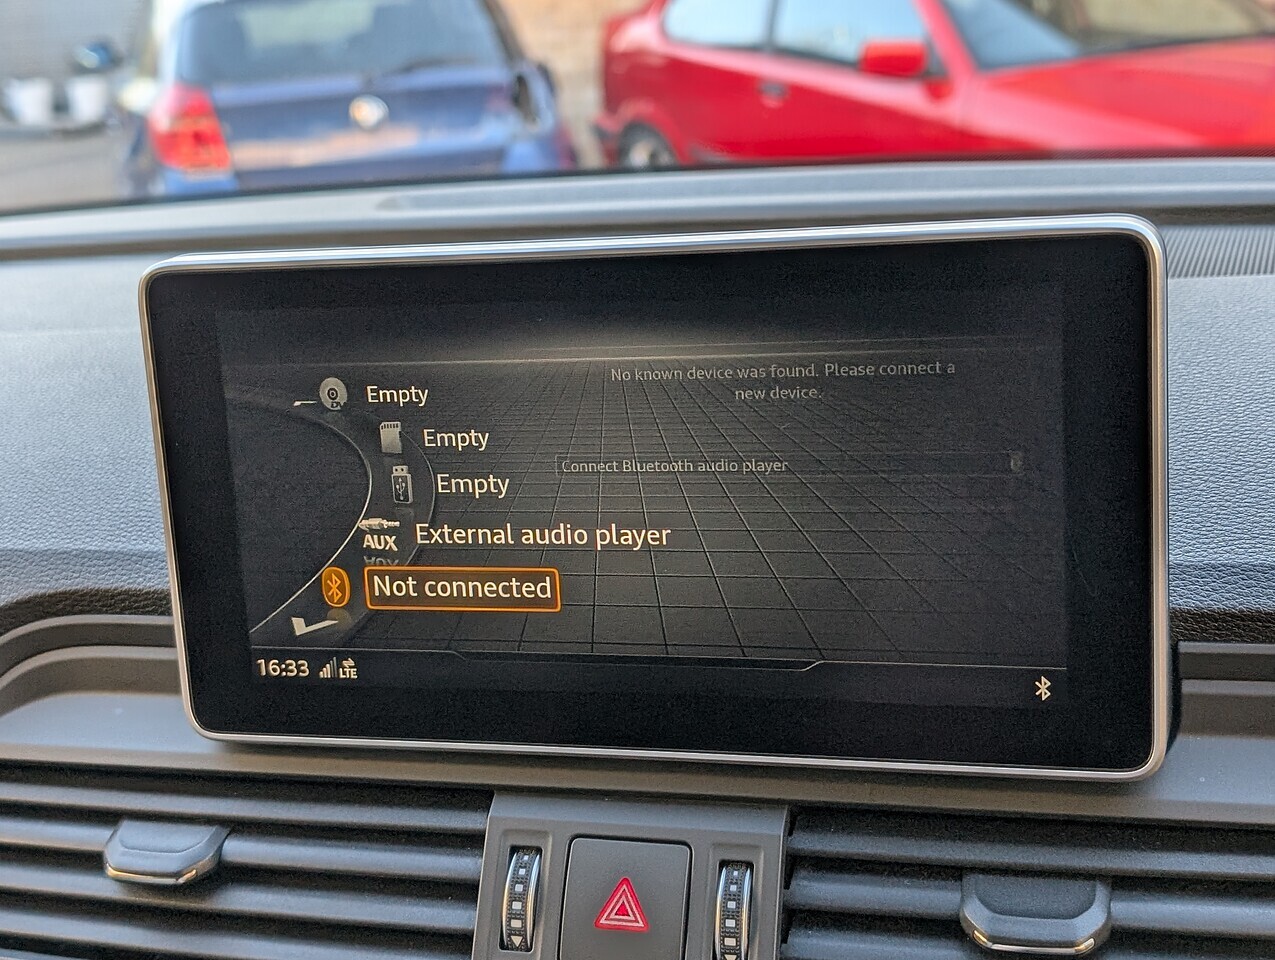 No known device was found. Please connect a
new device.
Empty
Empty
Connect Bluetooth audio player
Empty
AUX
External audio player
Not connected
16:33
LTE